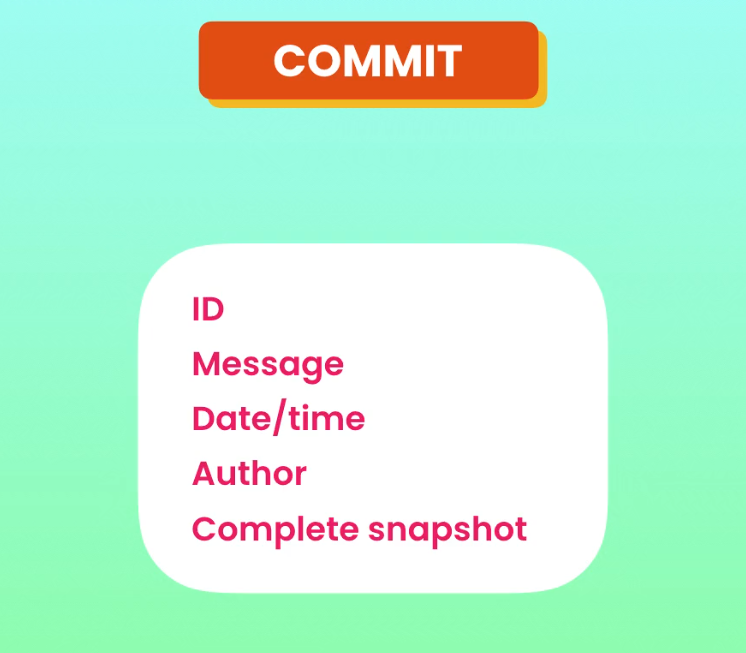 COMMIT
ID
Message
Date/time
Author
Complete snapshot